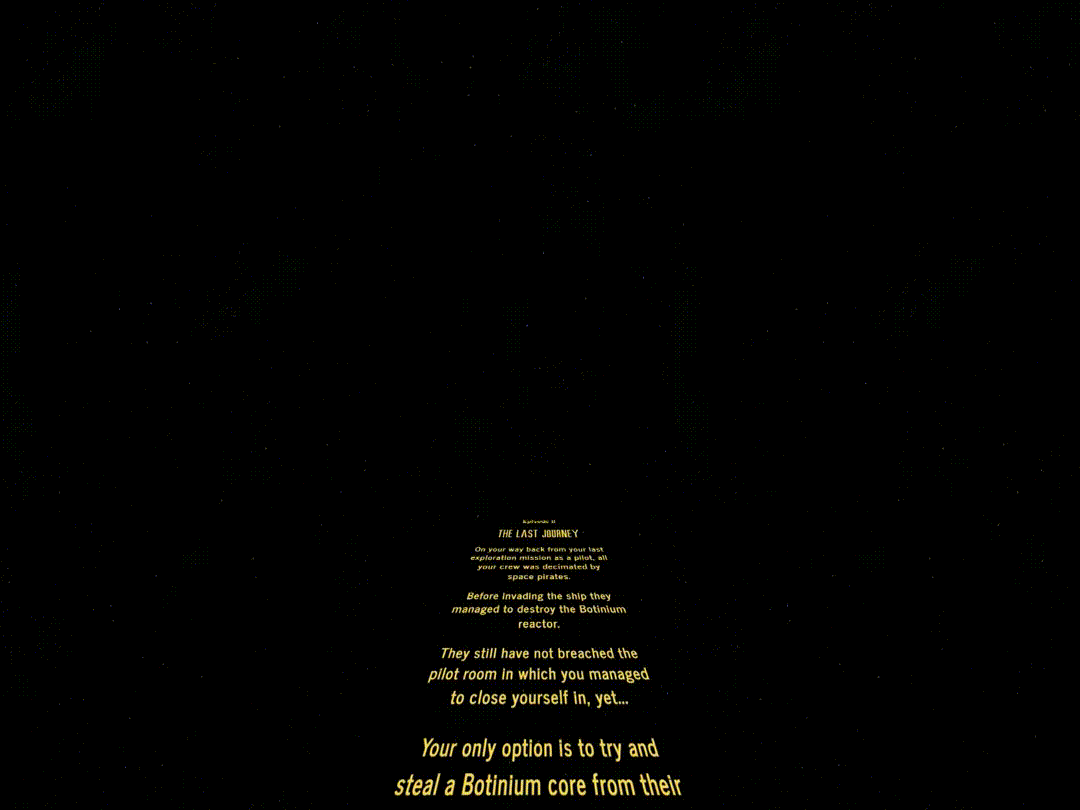 THE LAST JOURNEY
On your way back from your last
exploration mission as a pilot, all
your crew was decimated by
space pirates.
Before invading the ship they
managed to destroy the Botinium
reactor.
They still have not breached the
pilot room in which you managed
to close yourself in, yet...
Your only option is to try and
steal a Botinium core from their